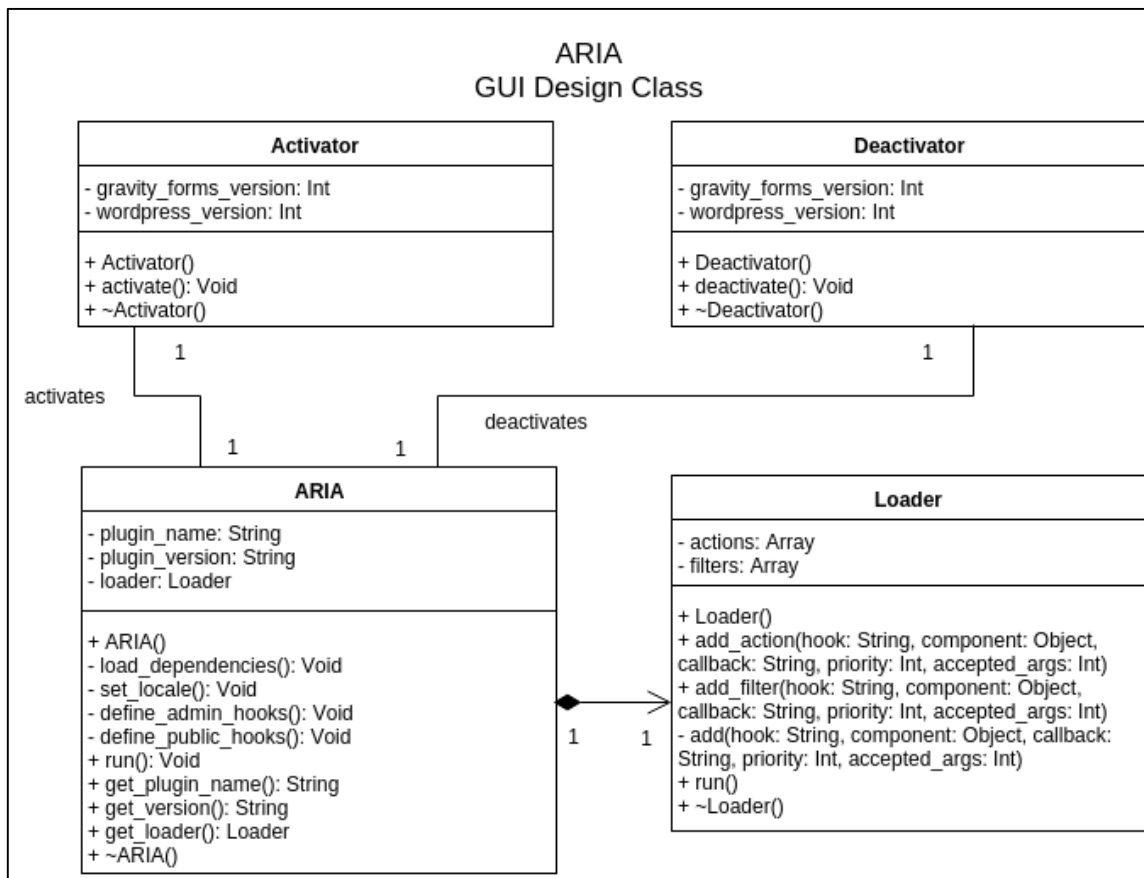 ARIA
GUI Design Class
Activator
- gravity_forms_version: Int
- wordpress_version: Int
+ Activator()
+ activate(): Void
+ ~Activator()
Deactivator
- gravity_forms_version: Int
- wordpress_version: Int
+ Deactivator()
+ deactivate(): Void
+ ~Deactivator()
1
1
activates
deactivates
1
1
ARIA
- plugin_name: String
- plugin_version: String
- loader: Loader
+ ARIA()
- load_dependencies(): Void
- set_locale(): Void
- define_admin_hooks(): Void
- define_public_hooks(): Void
+ run(): Void
+ get_plugin_name(): String
+ get_version(): String
+ get_loader(): Loader
+ ~ARIA()
1
1
Loader
- actions: Array
- filters: Array
+ Loader()
+ add_action(hook: String, component: Object,
callback: String, priority: Int, accepted_args: Int)
+ add_filter(hook: String, component: Object,
callback: String, priority: Int, accepted_args: Int)
- add(hook: String, component: Object, callback:
String, priority: Int, accepted_args: Int)
+ run()
+ ~Loader()